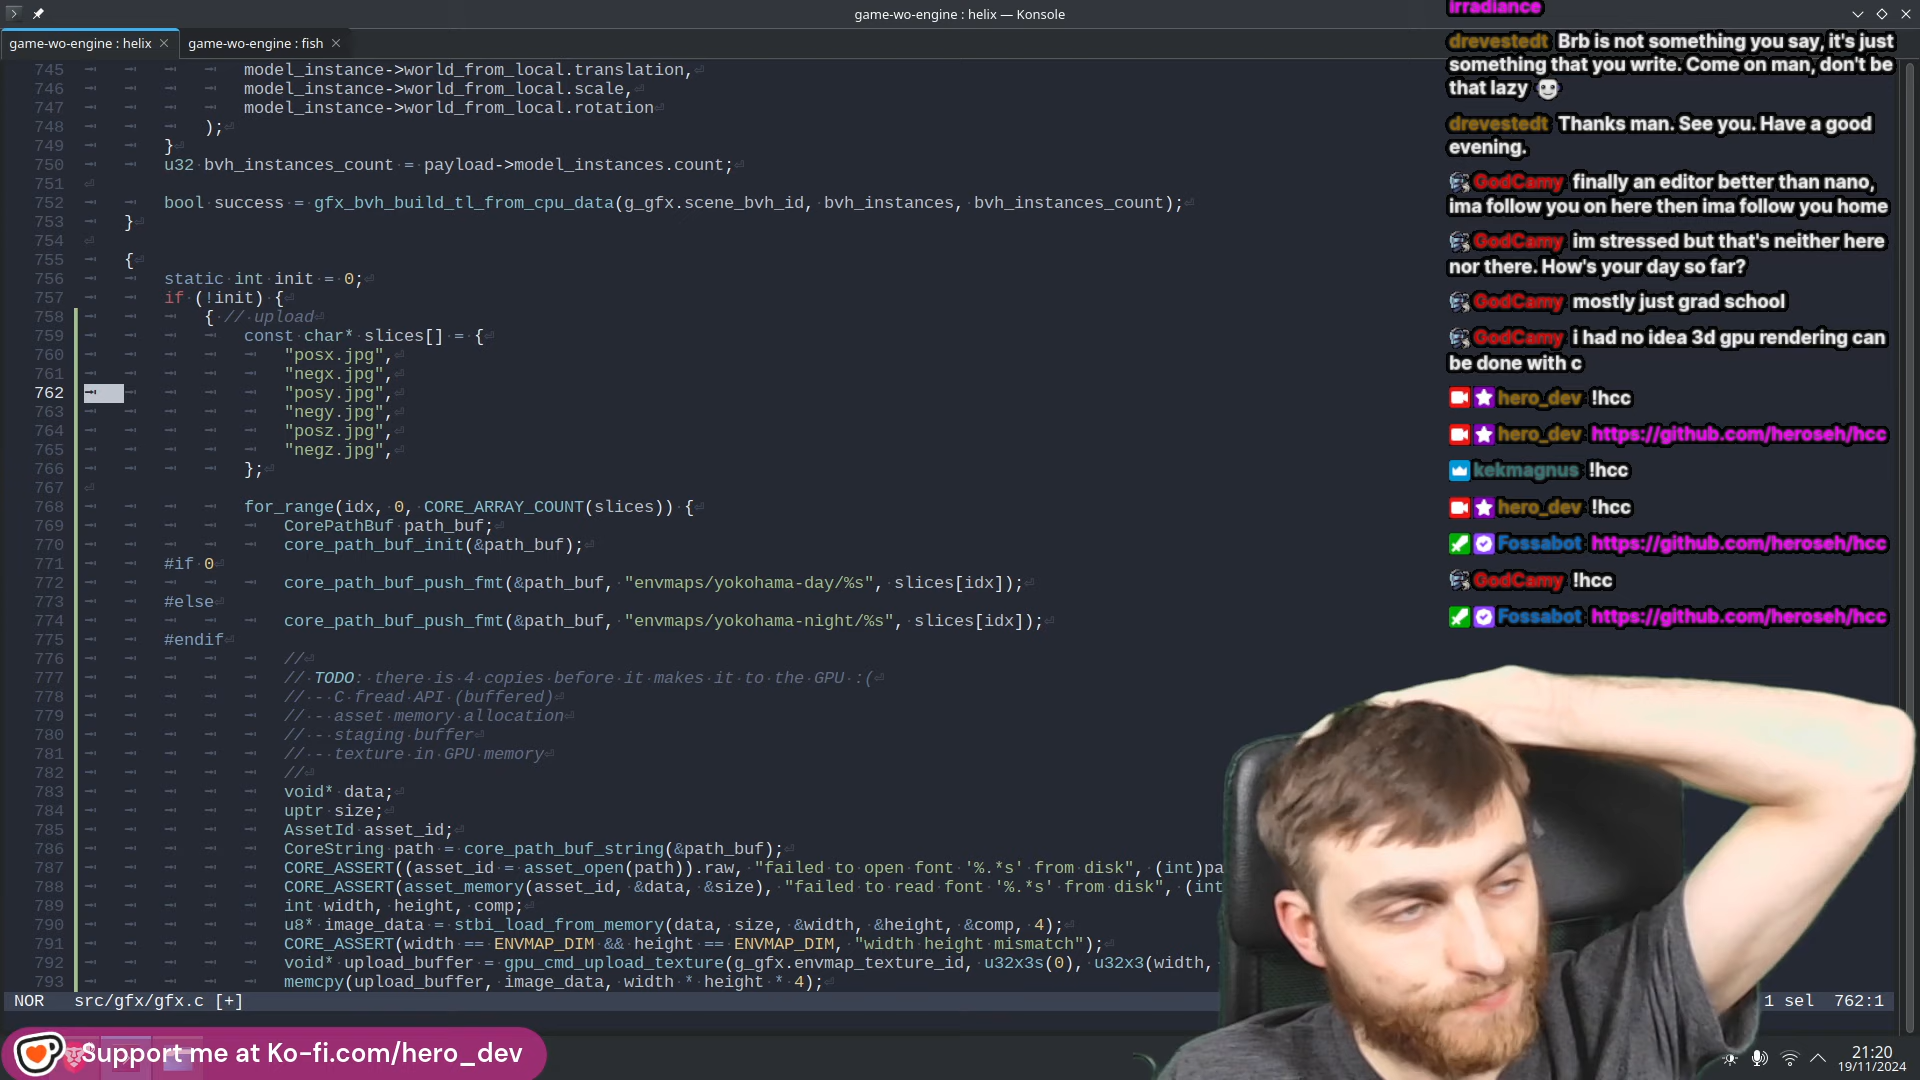 game-wo-engine : helix — Konsole
game-wo-engine : helix
game-wo-engine : fish
745 model_instance->world_from_local.translation,
746 model_instance->world_from_local.scale,
747 model_instance->world_from_local.rotation
748 );
749 }
750 u32 bvh_instances_count = payload->model_instances.count;
751
752 bool success = gfx_bvh_build_tl_from_cpu_data(g_gfx.scene_bvh_id, bvh_instances, bvh_instances_count);
753 }
754
755 {
756 static int init = 0;
757 if (!init) {
758 { // upload
759 const char* slices[] = {
760 "posx.jpg",
761 "negx.jpg",
762 "posy.jpg",
763 "negy.jpg",
764 "posz.jpg",
765 "negz.jpg",
766 };
767
768 for_range(idx, 0, CORE_ARRAY_COUNT(slices)) {
769 CorePathBuf path_buf;
770 core_path_buf_init(&path_buf);
771 #if 0
772 core_path_buf_push_fmt(&path_buf, "envmaps/yokohama-day/%s", slices[idx]);
773 #else
774 core_path_buf_push_fmt(&path_buf, "envmaps/yokohama-night/%s", slices[idx]);
775 #endif
776 //
777 // TODO: there is 4 copies before it makes it to the GPU :(
778 // - C fread API (buffered)
779 // - asset memory allocation
780 // - staging buffer
781 // - texture in GPU memory
782 //
783 void* data;
784 uptr size;
785 AssetId asset_id;
786 CoreString path = core_path_buf_string(&path_buf);
787 CORE_ASSERT((asset_id = asset_open(path)).raw, "failed to open font '%.*s' from disk", (int)pa
788 CORE_ASSERT(asset_memory(asset_id, &data, &size), "failed to read font '%.*s' from disk", (int
789 int width, height, comp;
790 u8* image_data = stbi_load_from_memory(data, size, &width, &height, &comp, 4);
791 CORE_ASSERT(width == ENVMAP_DIM && height == ENVMAP_DIM, "width height mismatch");
792 void* upload_buffer = gpu_cmd_upload_texture(g_gfx.envmap_texture_id, u32x3s(0), u32x3(width,
793 memcpy(upload_buffer, image_data, width * height * 4);
NOR src/gfx/gfx.c [+]
1 sel 762:1
irradiance
drevestedt Brb is not something you say, it's just
something that you write. Come on man, don't be
that lazy
drevestedt Thanks man. See you. Have a good
evening.
GodCamy finally an editor better than nano,
ima follow you on here then ima follow you home
GodCamy im stressed but that's neither here
nor there. How's your day so far?
GodCamy mostly just grad school
GodCamy i had no idea 3d gpu rendering can
be done with c
hero_dev !hcc
hero_dev https://github.com/heroseh/hcc
kekmagnus !hcc
hero_dev !hcc
Fossabot https://github.com/heroseh/hcc
GodCamy !hcc
Fossabot https://github.com/heroseh/hcc
Support me at Ko-fi.com/hero_dev
21:20
19/11/2024